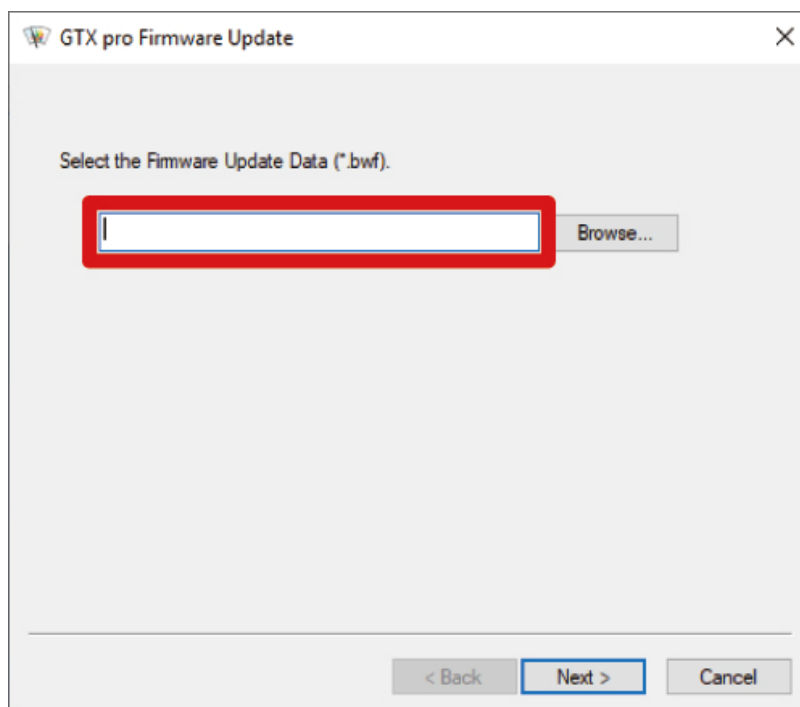 GTX pro Firmware Update
Select the Firmware Update Data (*.bwf).
Browse...
< Back Next > Cancel